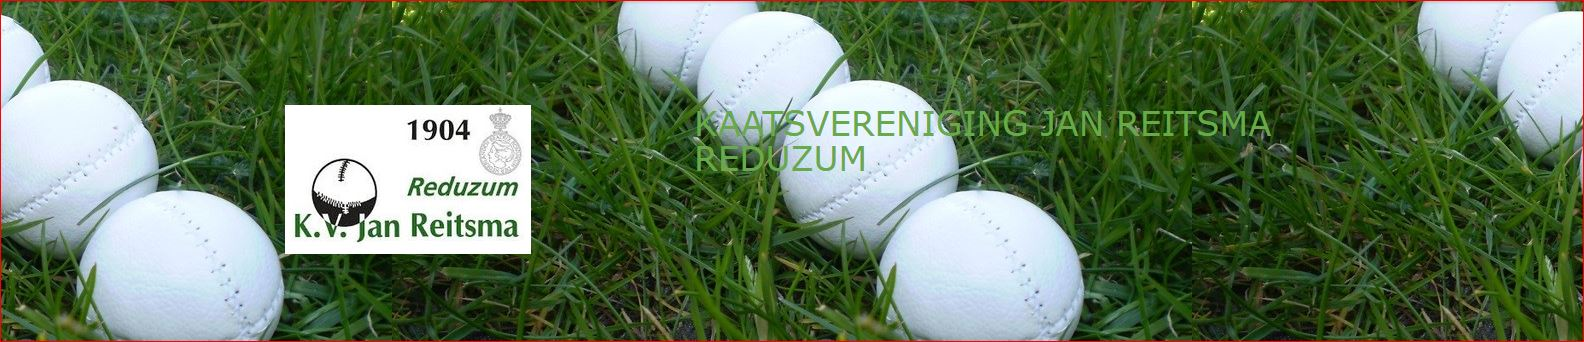 1904
Reduzum
K.V. Jan Reitsma
KAATSVERENIGING JAN REITSMA
REDUZUM